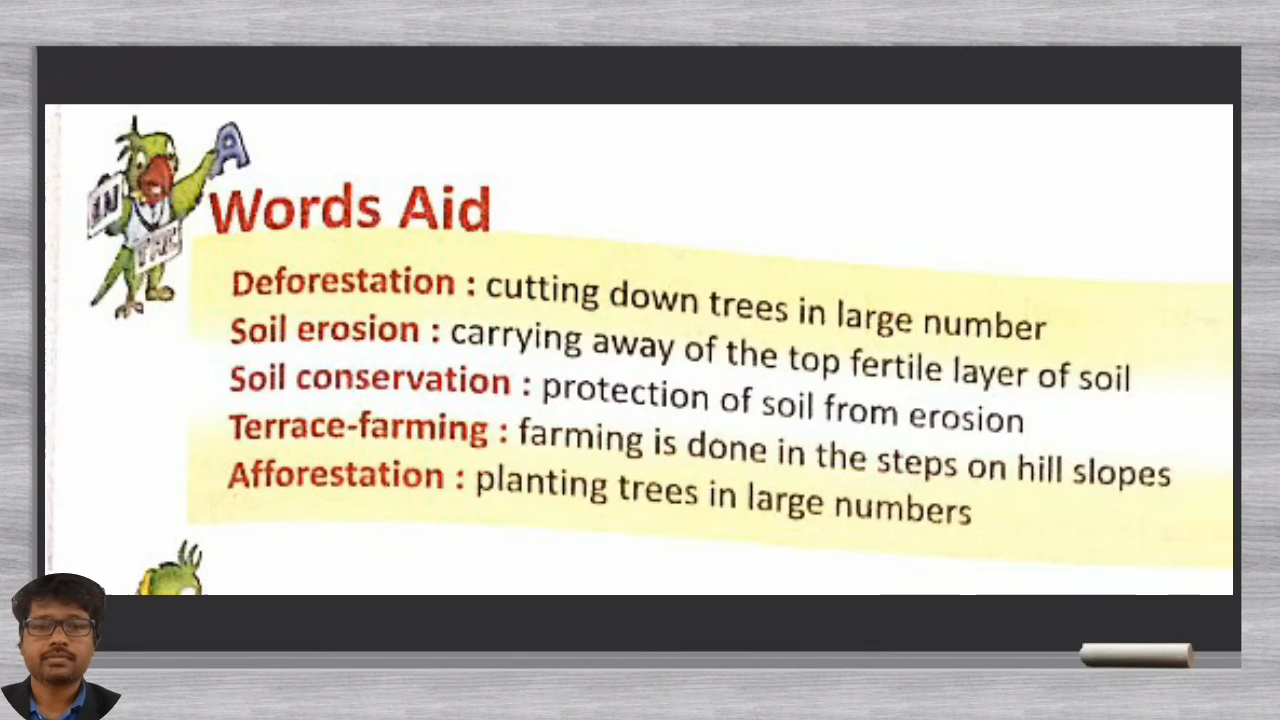 A
IN
THE
Words Aid
Deforestation : cutting down trees in large number
Soil erosion : carrying away of the top fertile layer of soil
Soil conservation : protection of soil from erosion
Terrace-farming : farming is done in the steps on hill slopes
Afforestation : planting trees in large numbers